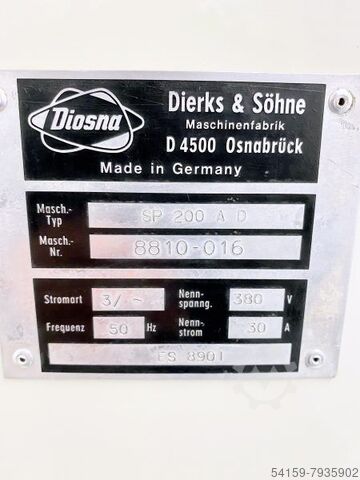 Diosna
Dierks & Söhne
Maschinenfabrik
D 4500 Osnabrück
Made in Germany
Masch.-Typ SP 200 A D
Masch.-Nr. 8810-016
Stromart 3/~ Nenn-spanng. 380 V
Frequenz 50 Hz Nenn-strom 30 A
ES 8901
54159-7935902